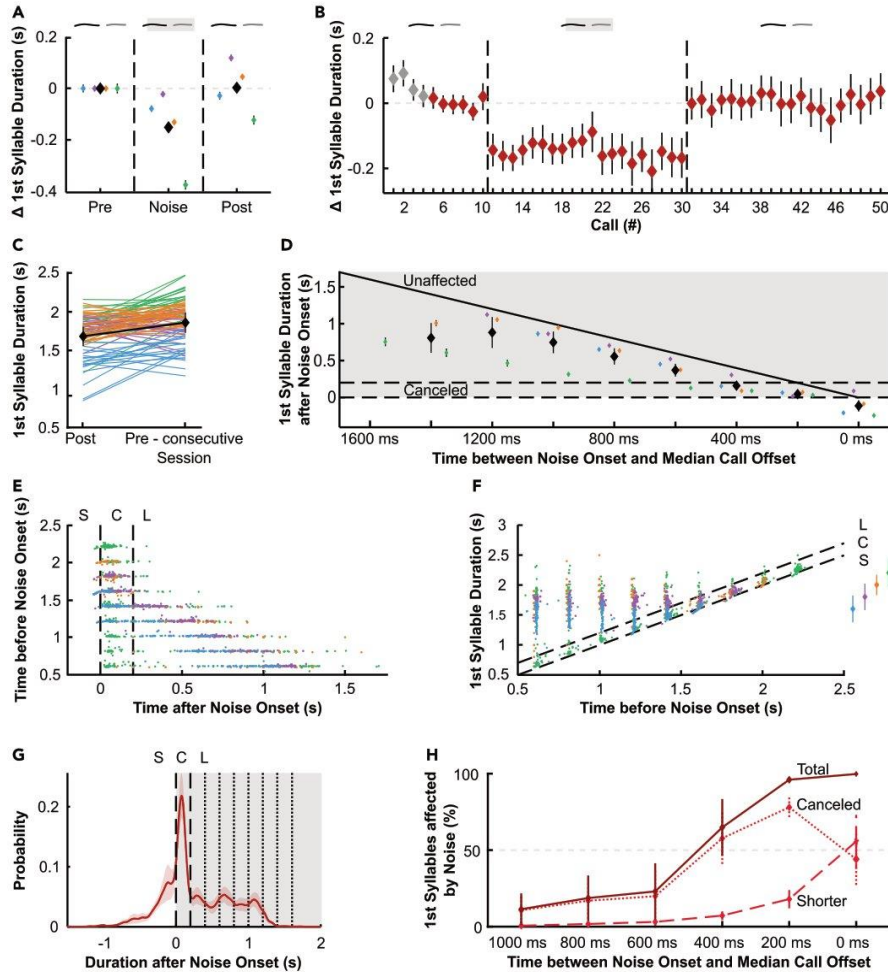 A
B
Δ 1st Syllable Duration (s)
0.2
0
-0.2
-0.4
Pre
Noise
Post
Δ 1st Syllable Duration (s)
0.2
0
-0.2
2 6 10 14 18 22 26 30 34 38 42 46 50
Call (#)
C
D
1st Syllable Duration (s)
2.5
2
1.5
1
0.5
Post
Pre - consecutive
Session
1st Syllable Duration
after Noise Onset (s)
1.5
1
0.5
0
Unaffected
Canceled
1600 ms 1200 ms 800 ms 400 ms 0 ms
Time between Noise Onset and Median Call Offset
E
F
S C L
Time before Noise Onset (s)
2.5
2
1.5
1
0.5
0 0.5 1 1.5
Time after Noise Onset (s)
1st Syllable Duration (s)
3
2.5
2
1.5
1
0.5
L
C
S
0.5 1 1.5 2 2.5
Time before Noise Onset (s)
G
H
S C L
Probability
0.2
0.1
0
-1 0 1 2
Duration after Noise Onset (s)
1st Syllables affected
by Noise (%)
100
50
0
Total
Canceled
Shorter
1000 ms 800 ms 600 ms 400 ms 200 ms 0 ms
Time between Noise Onset and Median Call Offset